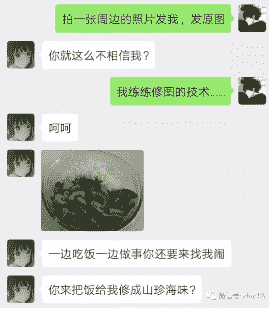 拍一张周边的照片发我，发原图
你就这么不相信我？
我练练修图的技术......
呵呵
一边吃饭一边做事你还要来找我闹
你来把饭给我修成山珍海味？